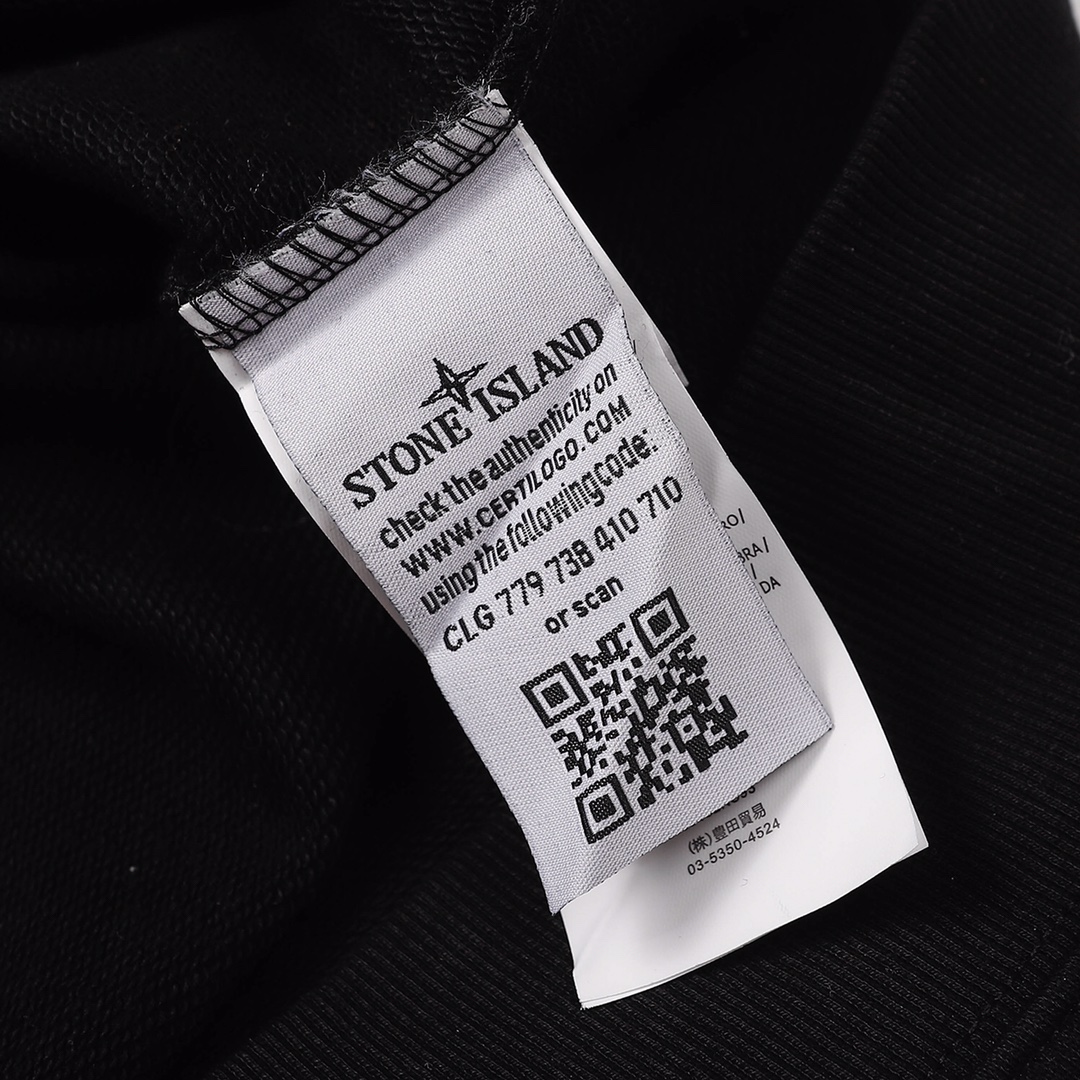 STONE ISLAND
check the authenticity on
WWW.CERTILOGO.COM
using the following code:
CLG 779 738 410 710
or scan
RO/
BRA/
/
DA
(株)豊田貿易
03-5350-4524